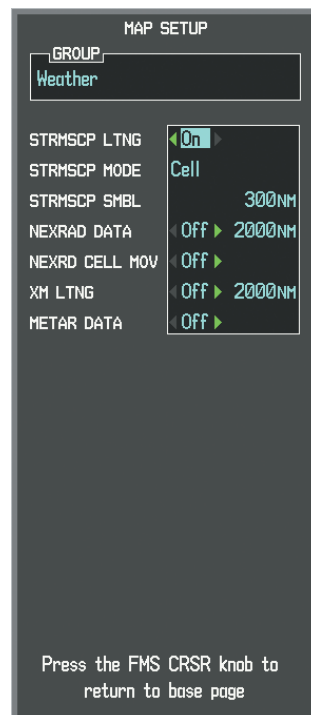 MAP SETUP
GROUP
Weather
STRMSCP LTNG On
STRMSCP MODE Cell
STRMSCP SMBL 300NM
NEXRAD DATA Off 2000NM
NEXRD CELL MOV Off
XM LTNG Off 2000NM
METAR DATA Off
Press the FMS CRSR knob to
return to base page